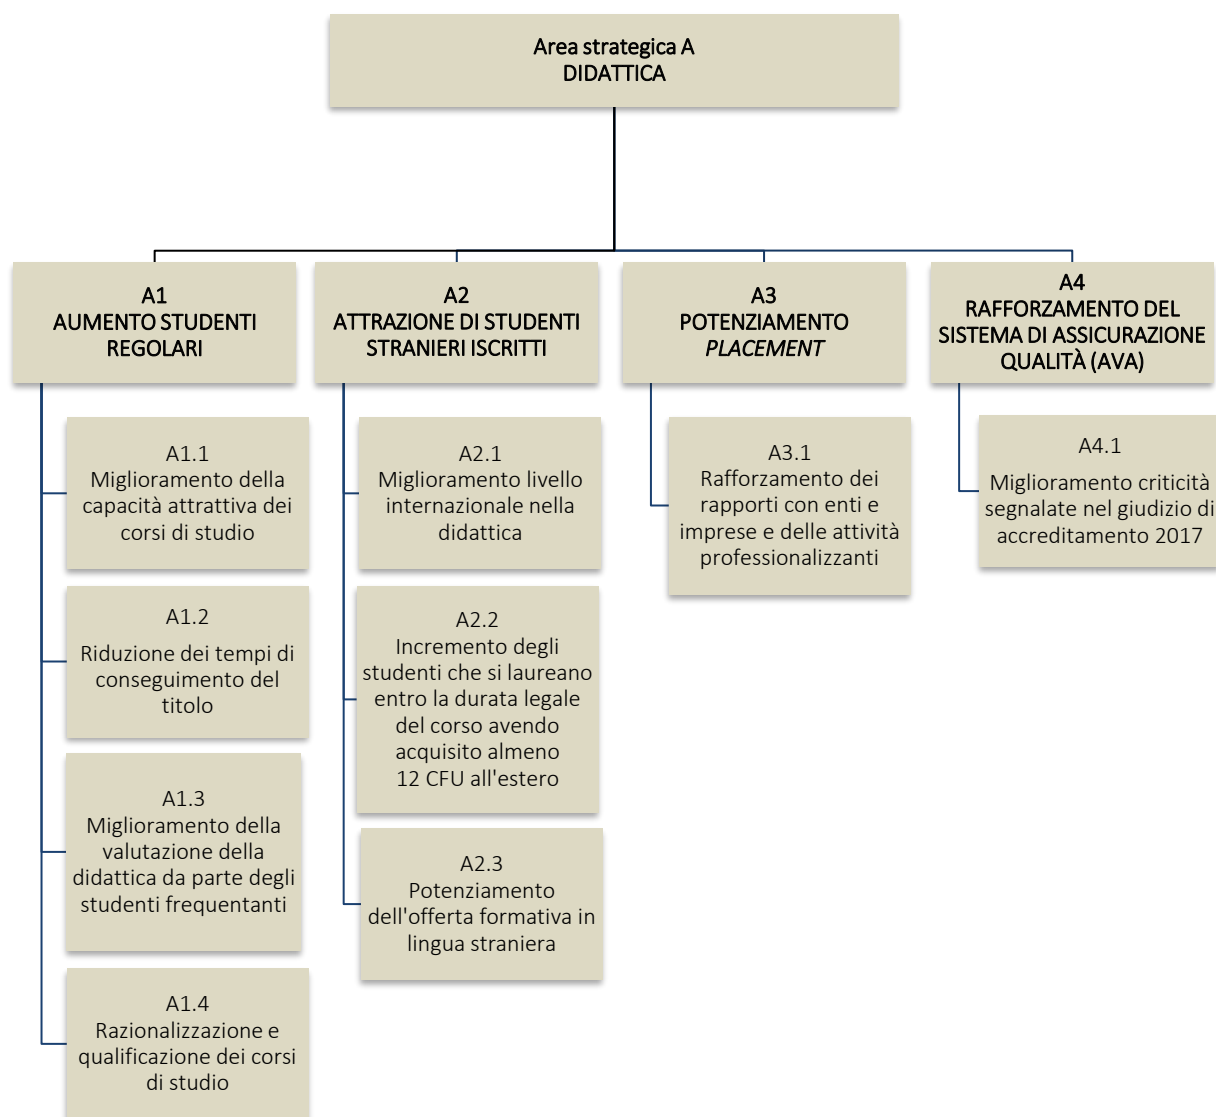 Area strategica A
DIDATTICA
A1
AUMENTO STUDENTI
REGOLARI
A2
ATTRAZIONE DI STUDENTI
STRANIERI ISCRITTI
A3
POTENZIAMENTO
PLACEMENT
A4
RAFFORZAMENTO DEL
SISTEMA DI ASSICURAZIONE
QUALITÀ (AVA)
A1.1
Miglioramento della
capacità attrattiva dei
corsi di studio
A1.2
Riduzione dei tempi di
conseguimento del
titolo
A1.3
Miglioramento della
valutazione della
didattica da parte degli
studenti frequentanti
A1.4
Razionalizzazione e
qualificazione dei corsi
di studio
A2.1
Miglioramento livello
internazionale nella
didattica
A2.2
Incremento degli
studenti che si laureano
entro la durata legale
del corso avendo
acquisito almeno
12 CFU all'estero
A2.3
Potenziamento
dell'offerta formativa in
lingua straniera
A3.1
Rafforzamento dei
rapporti con enti e
imprese e delle attività
professionalizzanti
A4.1
Miglioramento criticità
segnalate nel giudizio di
accreditamento 2017